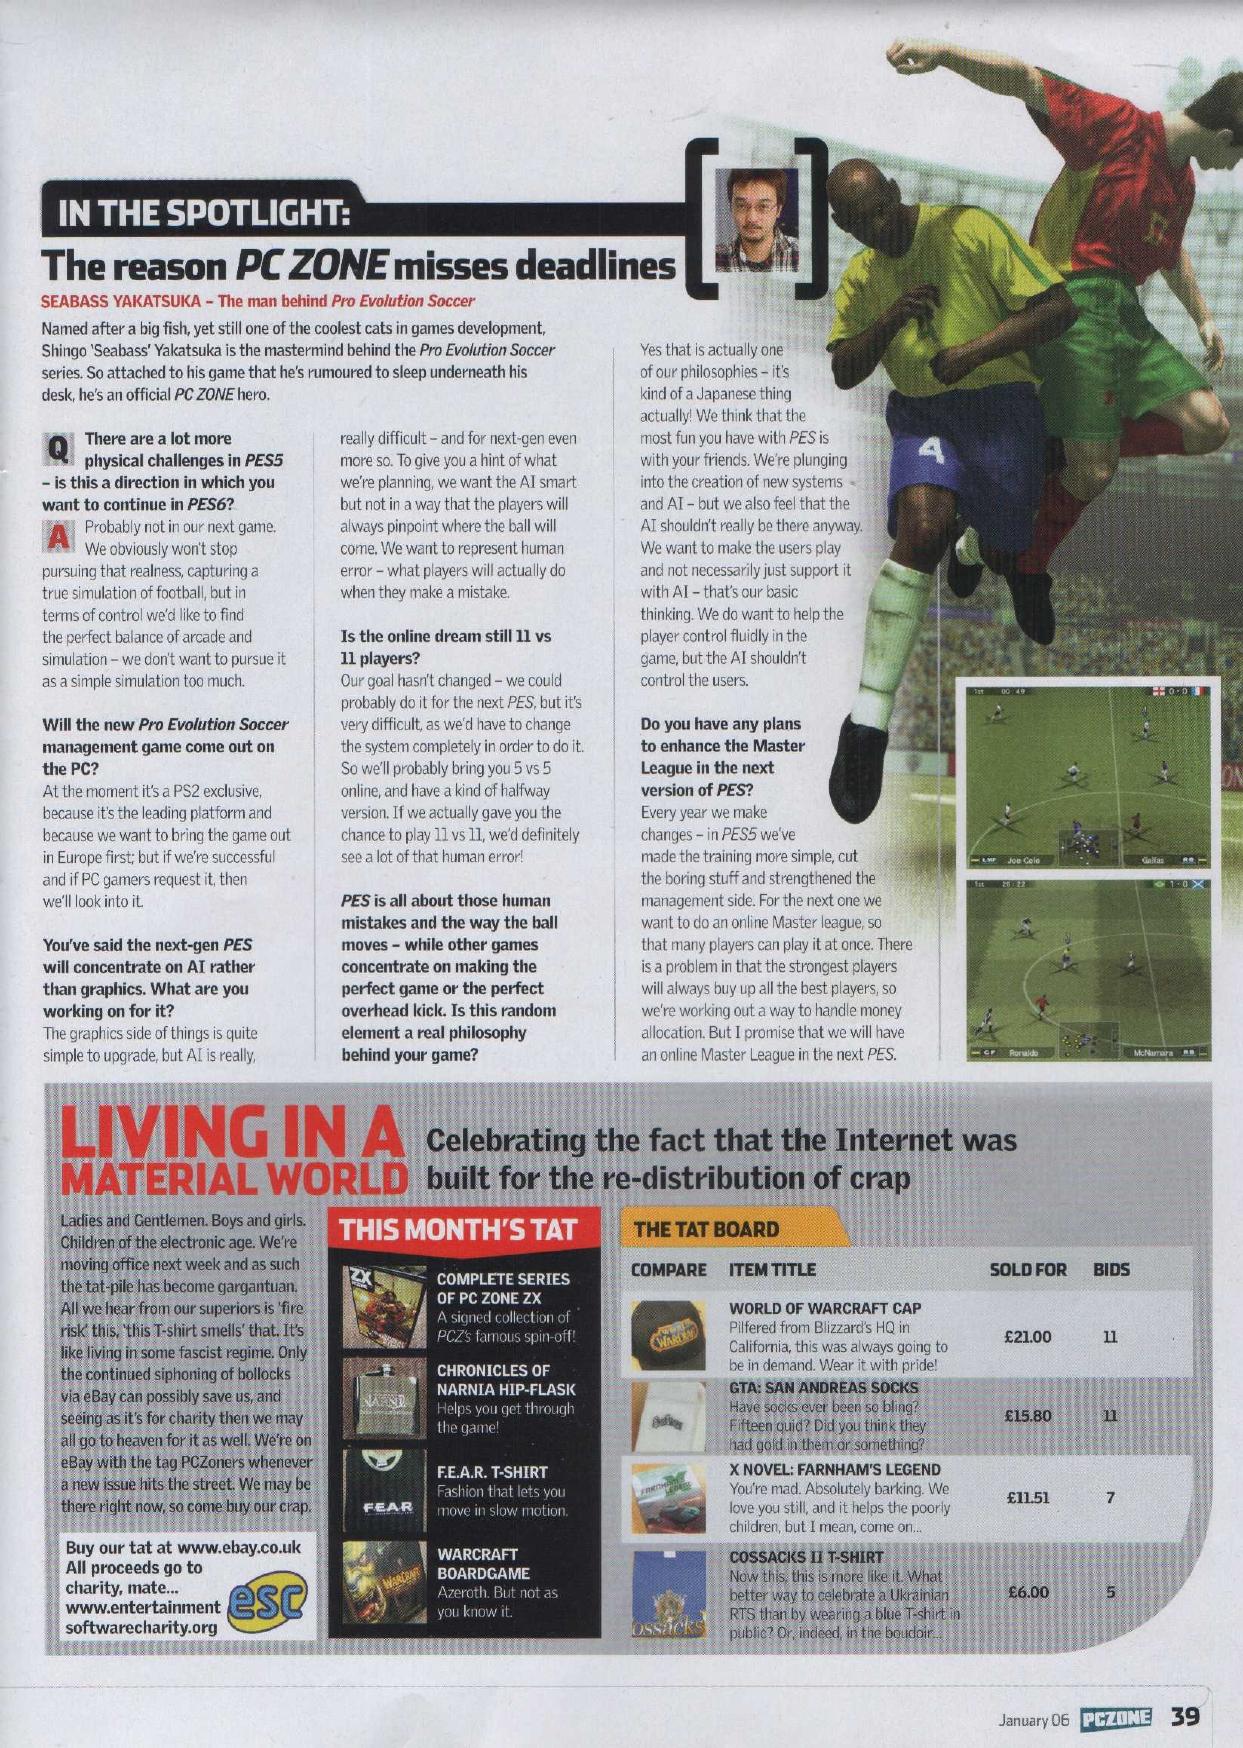 IN THE SPOTLIGHT:
The reason PC ZONE misses deadlines
SEABASS YAKATSUKA – The man behind Pro Evolution Soccer
Named after a big fish, yet still one of the coolest cats in games development,
Shingo 'Seabass' Yakatsuka is the mastermind behind the Pro Evolution Soccer
series. So attached to his game that he's rumoured to sleep underneath his
desk, he's an official PC ZONE hero.
Q There are a lot more
physical challenges in PES5
– is this a direction in which you
want to continue in PES6?
A Probably not in our next game.
We obviously won't stop
pursuing that realness, capturing a
true simulation of football, but in
terms of control we'd like to find
the perfect balance of arcade and
simulation – we don't want to pursue it
as a simple simulation too much.
Will the new Pro Evolution Soccer
management game come out on
the PC?
At the moment it's a PS2 exclusive,
because it's the leading platform and
because we want to bring the game out
in Europe first; but if we're successful
and if PC gamers request it, then
we'll look into it.
You've said the next-gen PES
will concentrate on AI rather
than graphics. What are you
working on for it?
The graphics side of things is quite
simple to upgrade, but AI is really,
really difficult – and for next-gen even
more so. To give you a hint of what
we're planning, we want the AI smart
but not in a way that the players will
always pinpoint where the ball will
come. We want to represent human
error – what players will actually do
when they make a mistake.
Is the online dream still 11 vs
11 players?
Our goal hasn't changed – we could
probably do it for the next PES, but it's
very difficult, as we'd have to change
the system completely in order to do it.
So we'll probably bring you 5 vs 5
online, and have a kind of halfway
version. If we actually gave you the
chance to play 11 vs 11, we'd definitely
see a lot of that human error!
PES is all about those human
mistakes and the way the ball
moves – while other games
concentrate on making the
perfect game or the perfect
overhead kick. Is this random
element a real philosophy
behind your game?
Yes that is actually one
of our philosophies – it's
kind of a Japanese thing
actually! We think that the
most fun you have with PES is
with your friends. We're plunging
into the creation of new systems
and AI – but we also feel that the
AI shouldn't really be there anyway.
We want to make the users play
and not necessarily just support it
with AI – that's our basic
thinking. We do want to help the
player control fluidly in the
game, but the AI shouldn't
control the users.
Do you have any plans
to enhance the Master
League in the next
version of PES?
Every year we make
changes – in PES5 we've
made the training more simple, cut
the boring stuff and strengthened the
management side. For the next one we
want to do an online Master league, so
that many players can play it at once. There
is a problem in that the strongest players
will always buy up all the best players, so
we're working out a way to handle money
allocation. But I promise that we will have
an online Master League in the next PES.
4
1st 00:49 0-0
LMF Joe Cole Gallas RB
1st 26:22 1-0
CF Ronaldo McNamara RB
LIVING IN A
MATERIAL WORLD
Celebrating the fact that the Internet was
built for the re-distribution of crap
Ladies and Gentlemen. Boys and girls.
Children of the electronic age. We're
moving office next week and as such
the tat-pile has become gargantuan.
All we hear from our superiors is 'fire
risk' this, 'this T-shirt smells' that. It's
like living in some fascist regime. Only
the continued siphoning of bollocks
via eBay can possibly save us, and
seeing as it's for charity then we may
all go to heaven for it as well. We're on
eBay with the tag PCZoners whenever
a new issue hits the street. We may be
there right now, so come buy our crap.
Buy our tat at www.ebay.co.uk
All proceeds go to
charity, mate...
www.entertainment
softwarecharity.org
esc
THIS MONTH'S TAT
ZX
COMPLETE SERIES
OF PC ZONE ZX
A signed collection of
PCZ's famous spin-off!
NARNIA
CHRONICLES OF
NARNIA HIP-FLASK
Helps you get through
the game!
F.E.A.R
F.E.A.R. T-SHIRT
Fashion that lets you
move in slow motion.
WARCRAFT
WARCRAFT
BOARDGAME
Azeroth. But not as
you know it.
THE TAT BOARD
COMPARE ITEM TITLE SOLD FOR BIDS
WARCRAFT
WORLD OF WARCRAFT CAP
Pilfered from Blizzard's HQ in
California, this was always going to
be in demand. Wear it with pride!
£21.00 11
GTA: SAN ANDREAS SOCKS
Have socks ever been so bling?
Fifteen quid? Did you think they
had gold in them or something?
£15.80 11
FARNHAM'S LEGEND
X NOVEL: FARNHAM'S LEGEND
You're mad. Absolutely barking. We
love you still, and it helps the poorly
children, but I mean, come on...
£11.51 7
ossacks
COSSACKS II T-SHIRT
Now this, this is more like it. What
better way to celebrate a Ukrainian
RTS than by wearing a blue T-shirt in
public? Or, indeed, in the boudoir...
£6.00 5
January 06 PCZONE 39